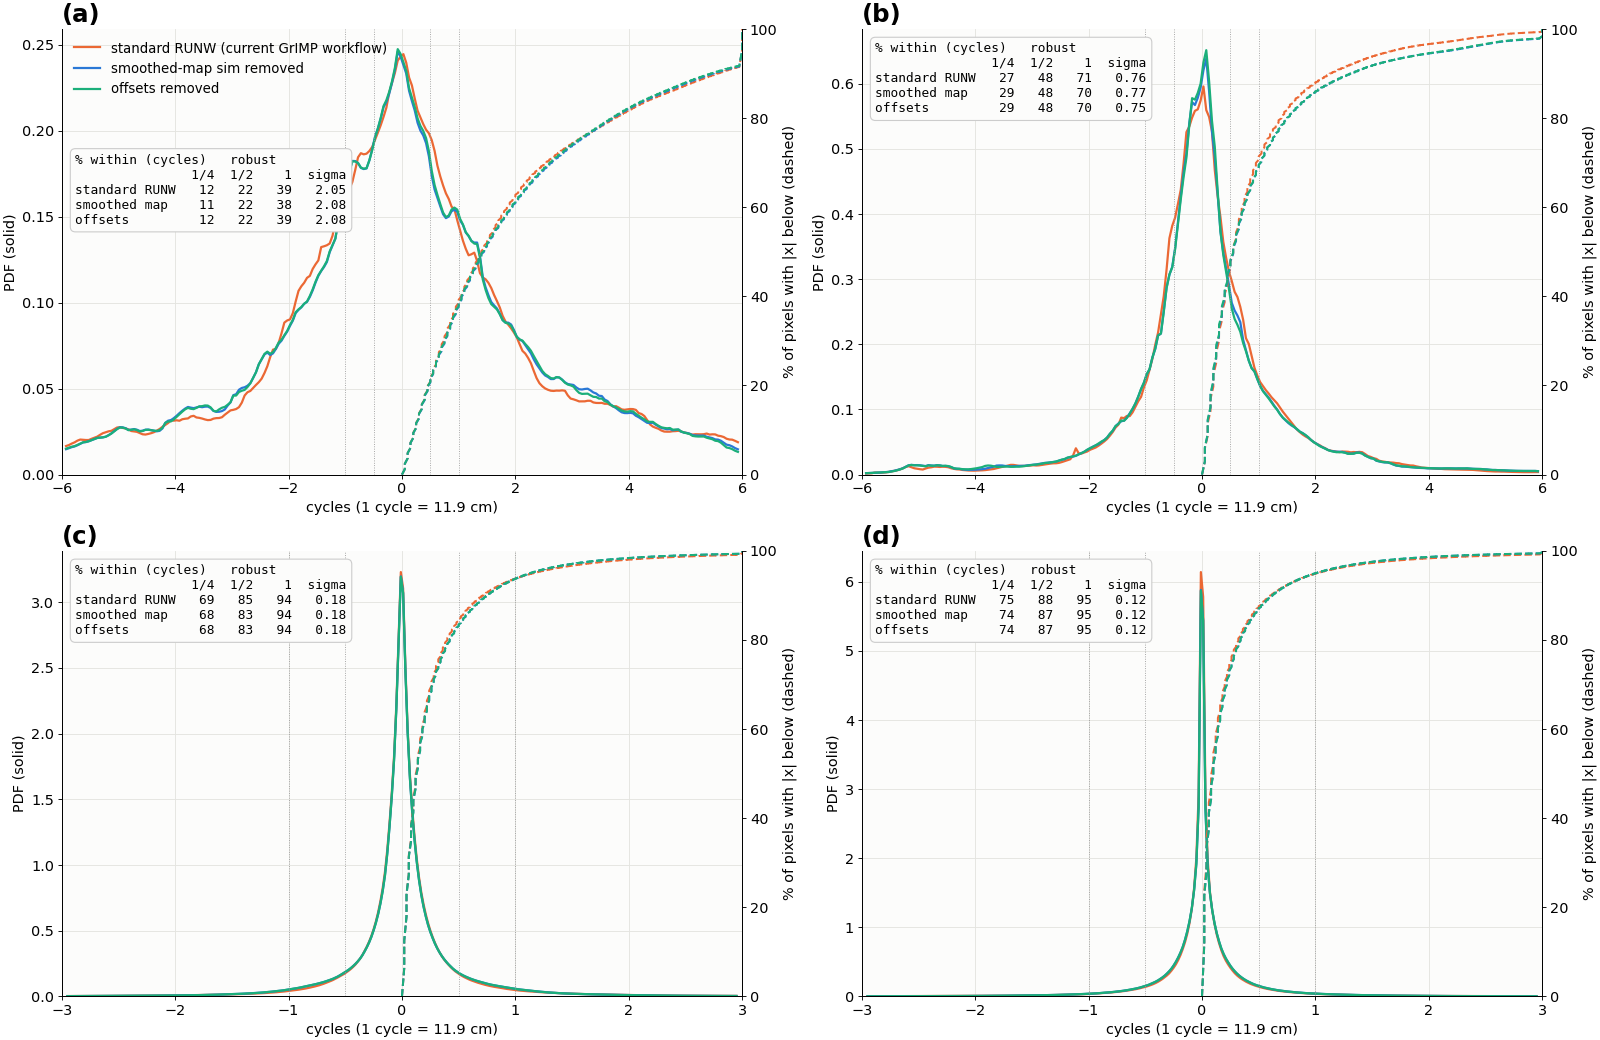 (a)
0.25
0.20
0.15
0.10
0.05
0.00
PDF (solid)
standard RUNW (current GrIMP workflow)
smoothed-map sim removed
offsets removed
% within (cycles)   robust
1/4  1/2    1  sigma
standard RUNW   12   22   39   2.05
smoothed map    11   22   38   2.08
offsets         12   22   39   2.08
100
80
60
40
20
0
% of pixels with |x| below (dashed)
−6 −4 −2 0 2 4 6
cycles (1 cycle = 11.9 cm)
(b)
0.6
0.5
0.4
0.3
0.2
0.1
0.0
PDF (solid)
% within (cycles)   robust
1/4  1/2    1  sigma
standard RUNW   27   48   71   0.76
smoothed map    29   48   70   0.77
offsets         29   48   70   0.75
100
80
60
40
20
0
% of pixels with |x| below (dashed)
−6 −4 −2 0 2 4 6
cycles (1 cycle = 11.9 cm)
(c)
3.0
2.5
2.0
1.5
1.0
0.5
0.0
PDF (solid)
% within (cycles)   robust
1/4  1/2    1  sigma
standard RUNW   69   85   94   0.18
smoothed map    68   83   94   0.18
offsets         68   83   94   0.18
100
80
60
40
20
0
% of pixels with |x| below (dashed)
−3 −2 −1 0 1 2 3
cycles (1 cycle = 11.9 cm)
(d)
6
5
4
3
2
1
0
PDF (solid)
% within (cycles)   robust
1/4  1/2    1  sigma
standard RUNW   75   88   95   0.12
smoothed map    74   87   95   0.12
offsets         74   87   95   0.12
100
80
60
40
20
0
% of pixels with |x| below (dashed)
−3 −2 −1 0 1 2 3
cycles (1 cycle = 11.9 cm)